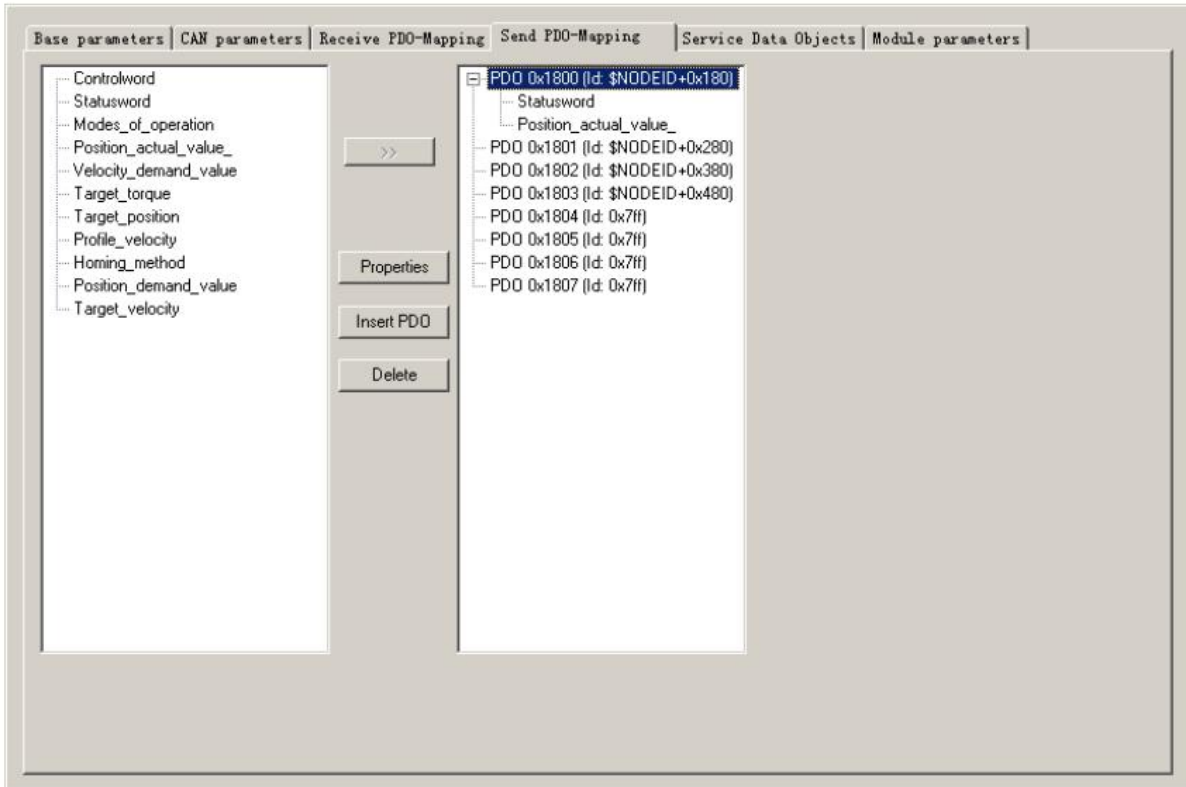 Base parameters
CAN parameters
Receive PDO-Mapping
Send PDO-Mapping
Service Data Objects
Module parameters
Controlword
Statusword
Modes_of_operation
Position_actual_value_
Velocity_demand_value
Target_torque
Target_position
Profile_velocity
Homing_method
Position_demand_value
Target_velocity
>>
Properties
Insert PDO
Delete
PDO 0x1800 (Id: $NODEID+0x180)
Statusword
Position_actual_value_
PDO 0x1801 (Id: $NODEID+0x280)
PDO 0x1802 (Id: $NODEID+0x380)
PDO 0x1803 (Id: $NODEID+0x480)
PDO 0x1804 (Id: 0x7ff)
PDO 0x1805 (Id: 0x7ff)
PDO 0x1806 (Id: 0x7ff)
PDO 0x1807 (Id: 0x7ff)